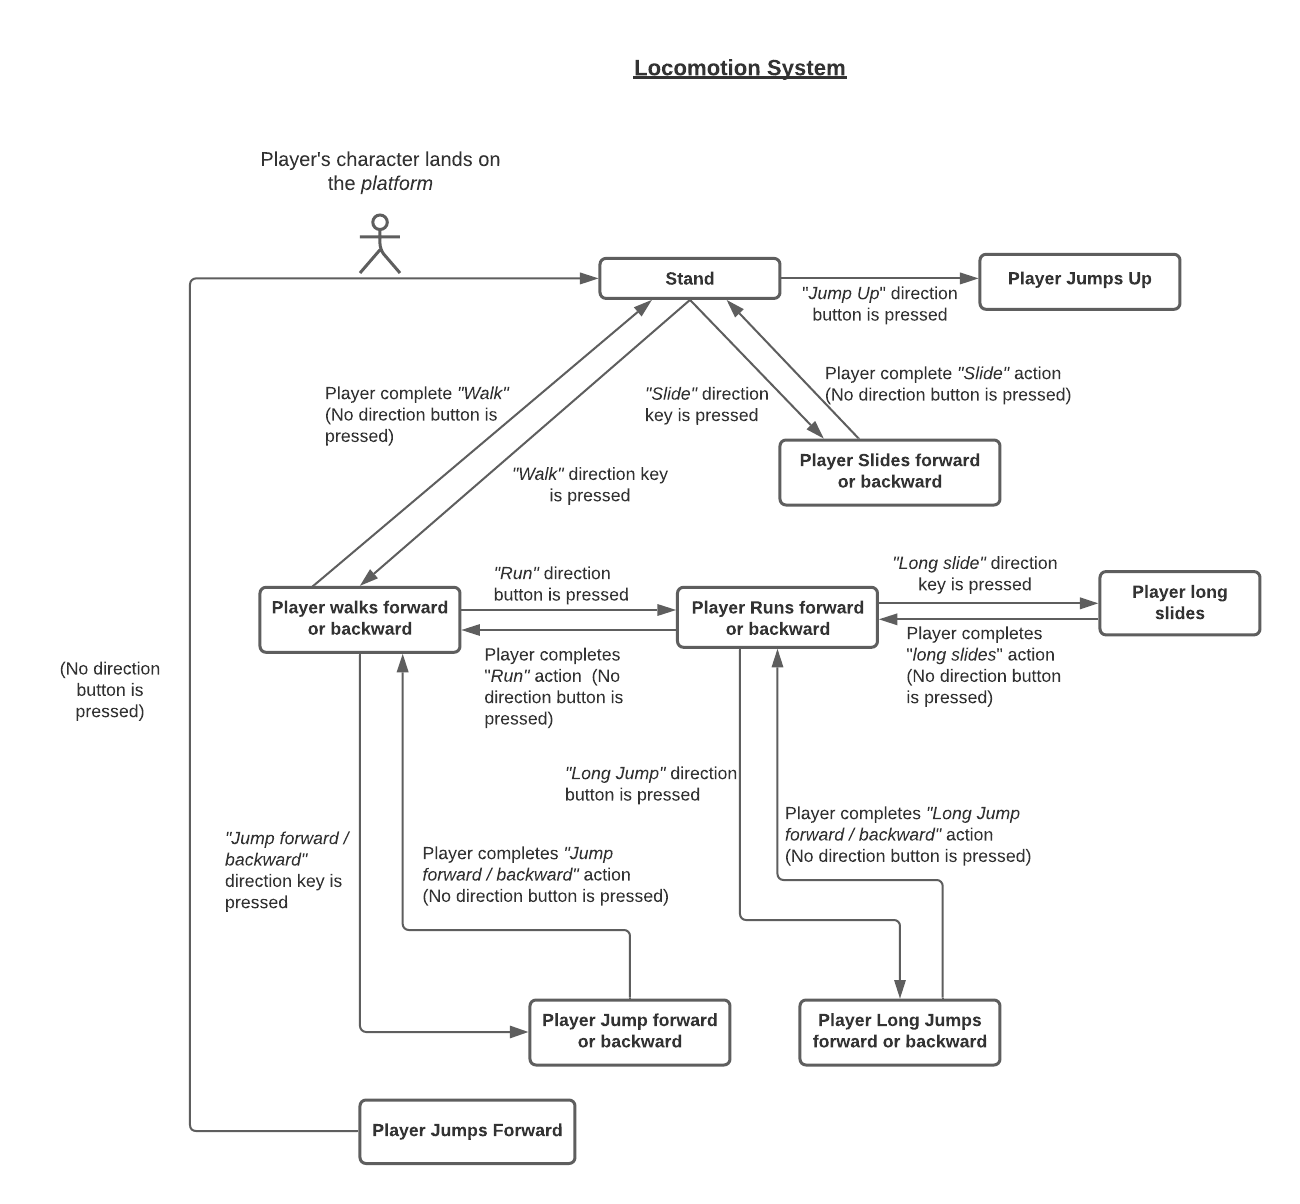 Locomotion System
Player's character lands on
the platform
Stand
Player Jumps Up
"Jump Up" direction
button is pressed
Player complete "Walk"
(No direction button is
pressed)
"Slide" direction
key is pressed
Player complete "Slide" action
(No direction button is pressed)
Player Slides forward
or backward
"Walk" direction key
is pressed
Player walks forward
or backward
"Run" direction
button is pressed
Player Runs forward
or backward
"Long slide" direction
key is pressed
Player long
slides
Player completes
"Run" action  (No
direction button is
pressed)
Player completes
"long slides" action
(No direction button
is pressed)
(No direction
button is
pressed)
"Long Jump" direction
button is pressed
Player completes "Long Jump
forward / backward" action
(No direction button is pressed)
"Jump forward /
backward"
direction key is
pressed
Player completes "Jump
forward / backward" action
(No direction button is pressed)
Player Jump forward
or backward
Player Long Jumps
forward or backward
Player Jumps Forward